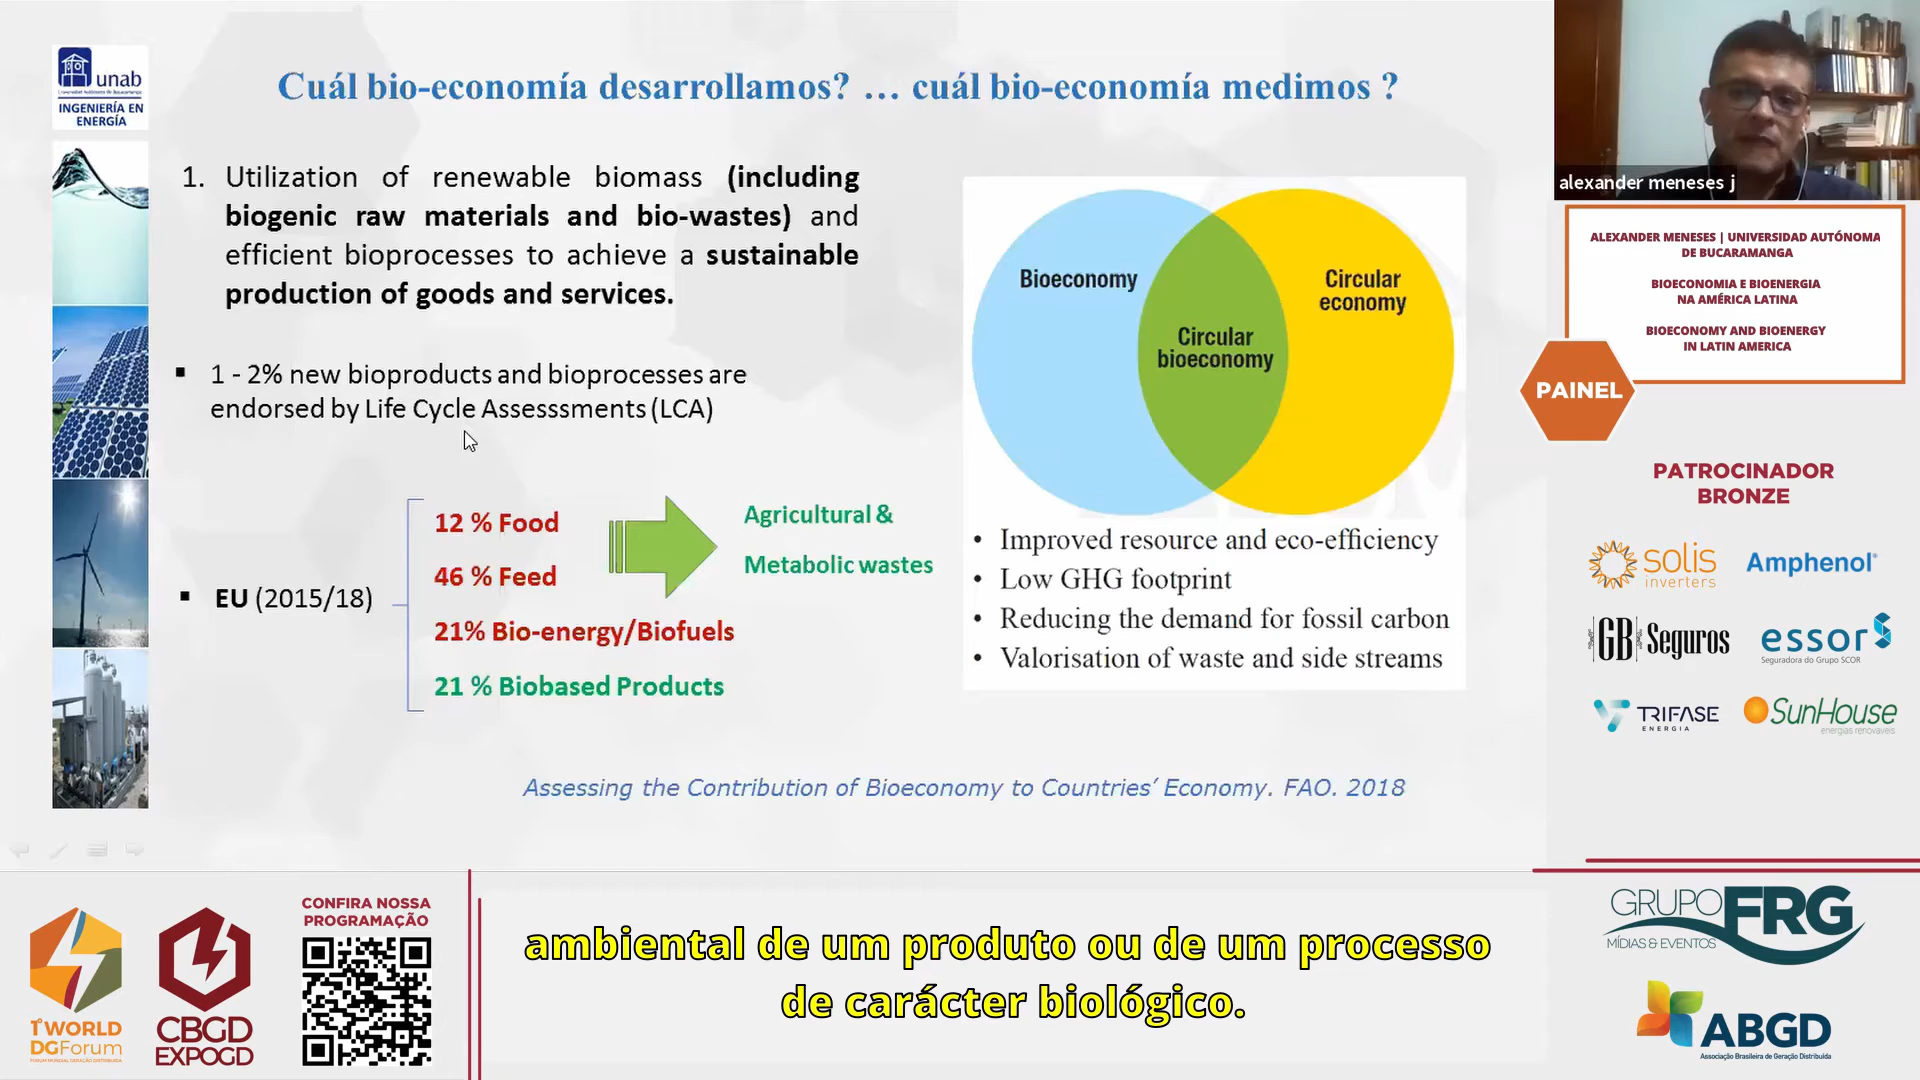 unab
INGENIERÍA EN
ENERGÍA
Cuál bio-economía desarrollamos? ... cuál bio-economía medimos ?
1. Utilization of renewable biomass (including
biogenic raw materials and bio-wastes) and
efficient bioprocesses to achieve a sustainable
production of goods and services.
▪ 1 - 2% new bioproducts and bioprocesses are
endorsed by Life Cycle Assesssments (LCA)
▪ EU (2015/18)
12 % Food
46 % Feed
21% Bio-energy/Biofuels
21 % Biobased Products
Agricultural &
Metabolic wastes
Bioeconomy
Circular
bioeconomy
Circular
economy
• Improved resource and eco-efficiency
• Low GHG footprint
• Reducing the demand for fossil carbon
• Valorisation of waste and side streams
Assessing the Contribution of Bioeconomy to Countries’ Economy. FAO. 2018
alexander meneses j
ALEXANDER MENESES | UNIVERSIDAD AUTÓNOMA
DE BUCARAMANGA
BIOECONOMIA E BIOENERGIA
NA AMÉRICA LATINA
BIOECONOMY AND BIOENERGY
IN LATIN AMERICA
PAINEL
PATROCINADOR
BRONZE
solis
inverters
Amphenol
GB Seguros
essor
Seguradora do Grupo SCOR
TRIFASE
ENERGIA
SunHouse
energias renováveis
1º WORLD
DGForum
FÓRUM MUNDIAL GERAÇÃO DISTRIBUÍDA
CBGD
EXPOGD
CONFIRA NOSSA
PROGRAMAÇÃO
ambiental de um produto ou de um processo
de carácter biológico.
GRUPO FRG
MÍDIAS & EVENTOS
ABGD
Associação Brasileira de Geração Distribuída